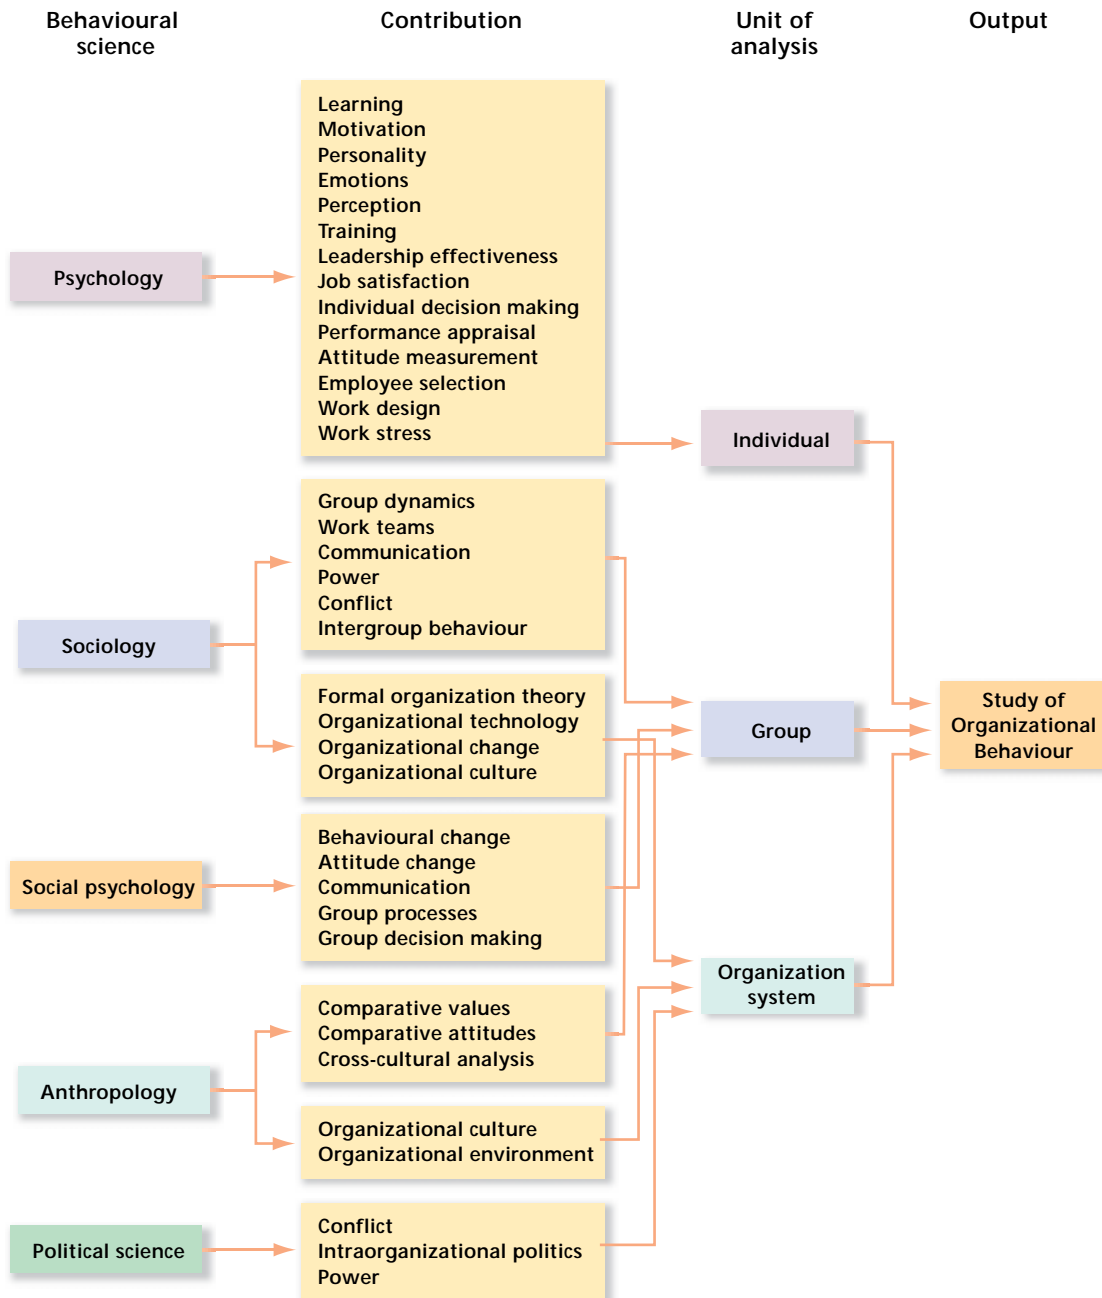 Behavioural
science
Contribution
Unit of
analysis
Output
Psychology
Learning
Motivation
Personality
Emotions
Perception
Training
Leadership effectiveness
Job satisfaction
Individual decision making
Performance appraisal
Attitude measurement
Employee selection
Work design
Work stress
Individual
Sociology
Group dynamics
Work teams
Communication
Power
Conflict
Intergroup behaviour
Formal organization theory
Organizational technology
Organizational change
Organizational culture
Group
Study of
Organizational
Behaviour
Social psychology
Behavioural change
Attitude change
Communication
Group processes
Group decision making
Organization
system
Anthropology
Comparative values
Comparative attitudes
Cross-cultural analysis
Organizational culture
Organizational environment
Political science
Conflict
Intraorganizational politics
Power